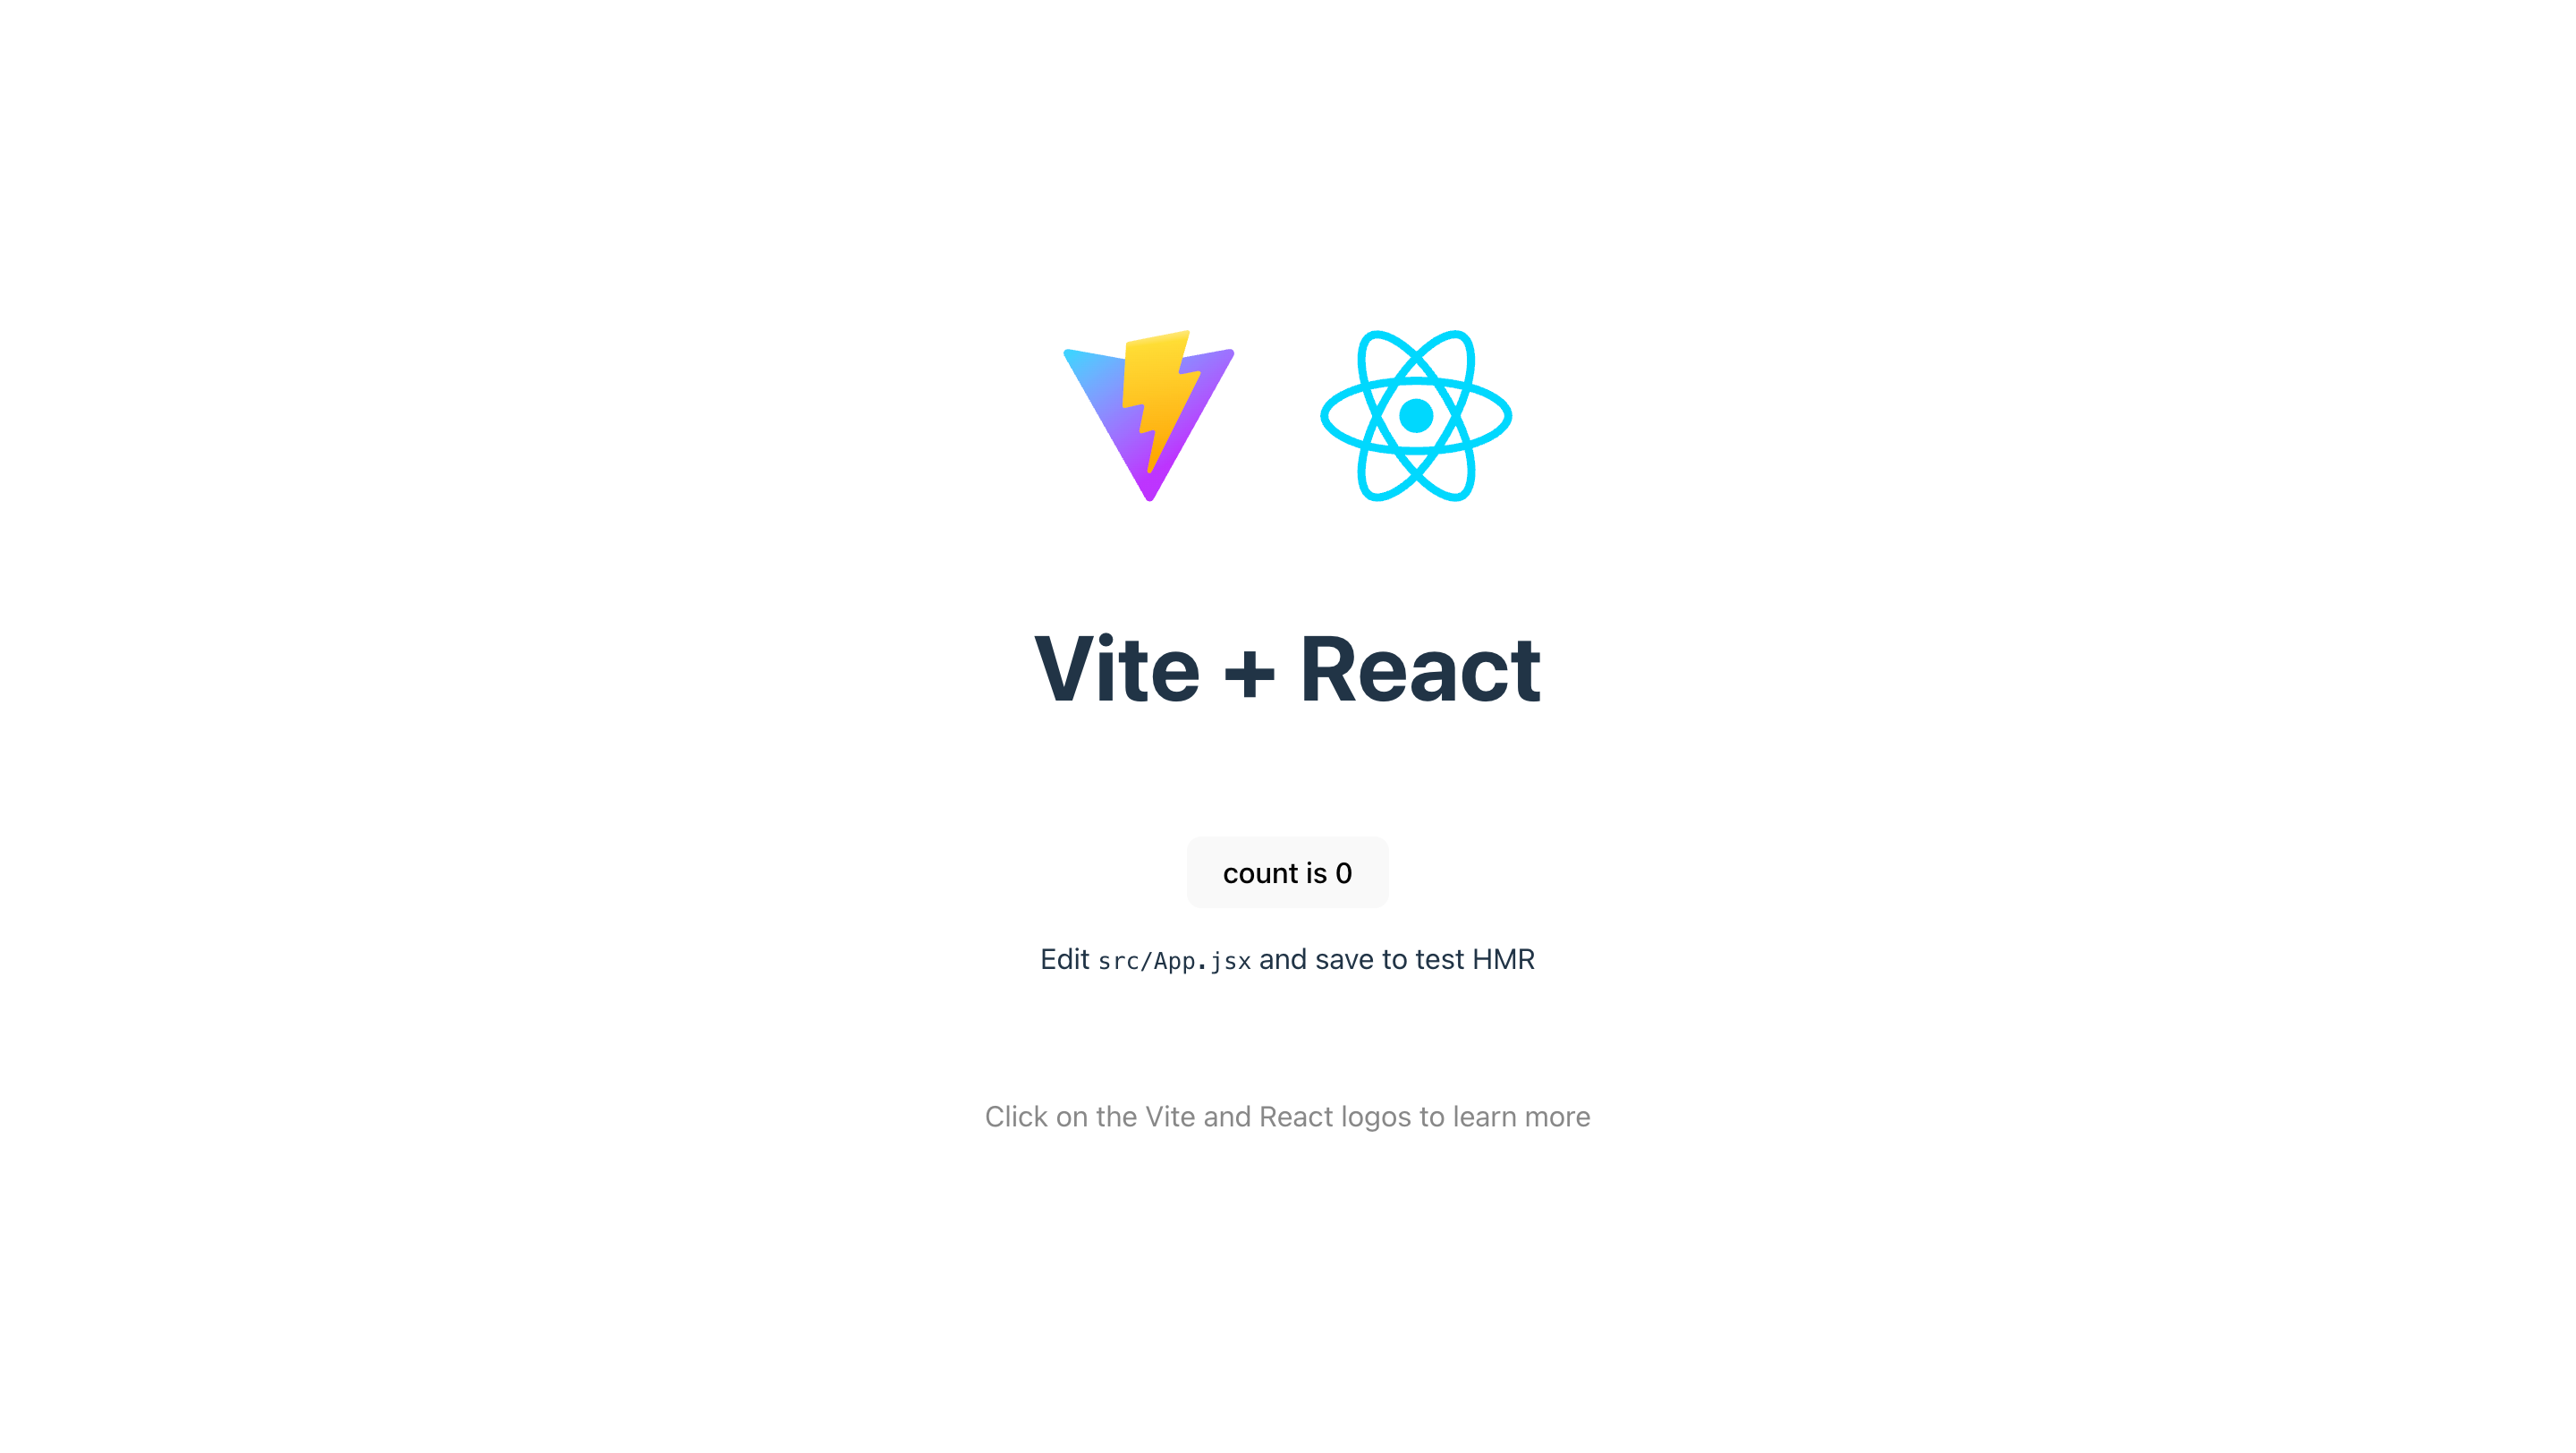 Vite + React
count is 0
Edit src/App.jsx and save to test HMR
Click on the Vite and React logos to learn more